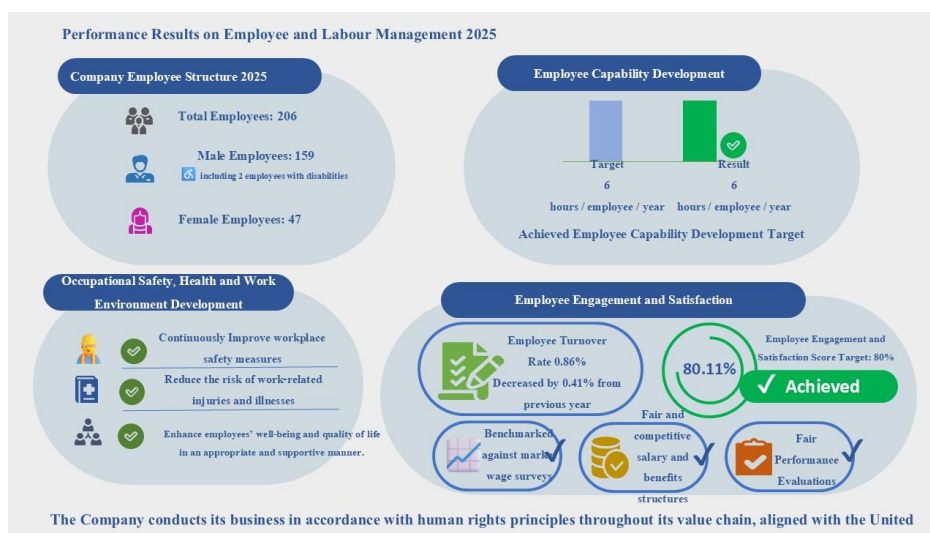 Performance Results on Employee and Labour Management 2025
Company Employee Structure 2025
Total Employees: 206
Male Employees: 159
including 2 employees with disabilities
Female Employees: 47
Employee Capability Development
Target
6
hours / employee / year
Result
6
hours / employee / year
Achieved Employee Capability Development Target
Occupational Safety, Health and Work
Environment Development
Continuously Improve workplace
safety measures
Reduce the risk of work-related
injuries and illnesses
Enhance employees' well-being and quality of life
in an appropriate and supportive manner.
Employee Engagement and Satisfaction
Employee Turnover
Rate 0.86%
Decreased by 0.41% from
previous year
80.11%
Employee Engagement and
Satisfaction Score Target: 80%
Achieved
Benchmarked
against market
wage surveys
Fair and
competitive
salary and
benefits
structures
Fair
Performance
Evaluations
The Company conducts its business in accordance with human rights principles throughout its value chain, aligned with the United